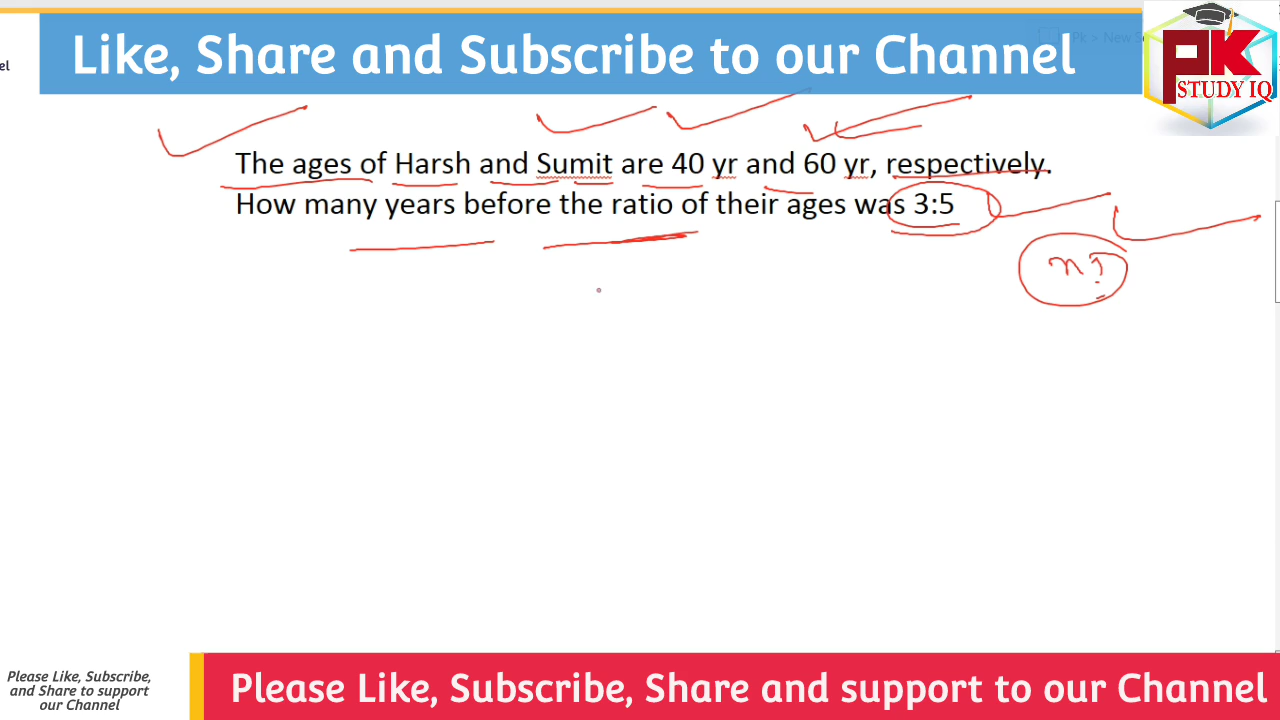 Like, Share and Subscribe to our Channel
PK
STUDY IQ
el
The ages of Harsh and Sumit are 40 yr and 60 yr, respectively.
How many years before the ratio of their ages was 3:5
n?
Please Like, Subscribe,
and Share to support
our Channel
Please Like, Subscribe, Share and support to our Channel